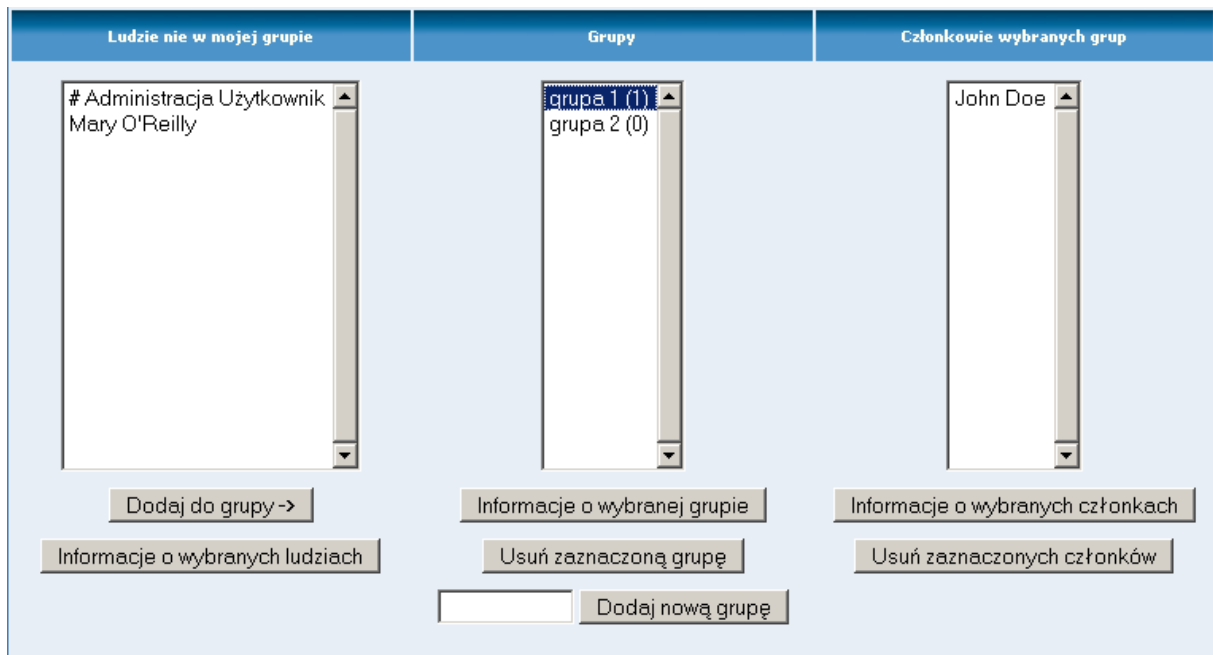 Ludzie nie w mojej grupie
Grupy
Członkowie wybranych grup
# Administracja Użytkownik
Mary O'Reilly
grupa 1 (1)
grupa 2 (0)
John Doe
Dodaj do grupy ->
Informacje o wybranej grupie
Informacje o wybranych członkach
Informacje o wybranych ludziach
Usuń zaznaczoną grupę
Usuń zaznaczonych członków
Dodaj nową grupę